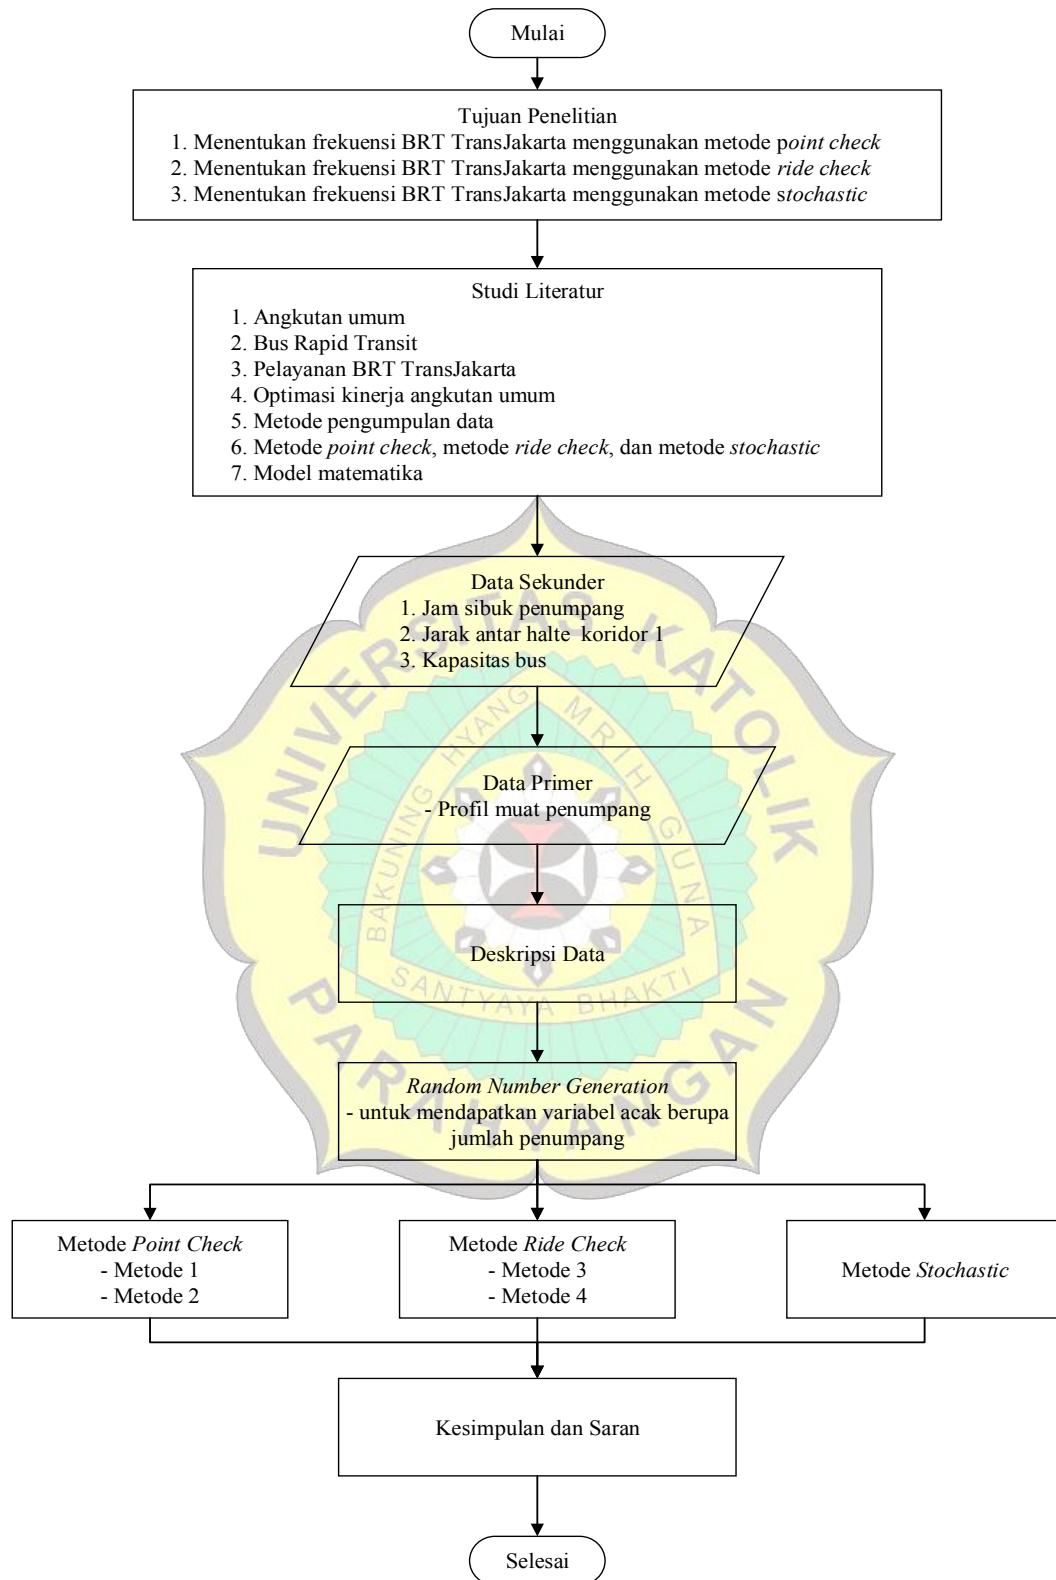 Mulai
Tujuan Penelitian
1. Menentukan frekuensi BRT TransJakarta menggunakan metode point check
2. Menentukan frekuensi BRT TransJakarta menggunakan metode ride check
3. Menentukan frekuensi BRT TransJakarta menggunakan metode stochastic
Studi Literatur
1. Angkutan umum
2. Bus Rapid Transit
3. Pelayanan BRT TransJakarta
4. Optimasi kinerja angkutan umum
5. Metode pengumpulan data
6. Metode point check, metode ride check, dan metode stochastic
7. Model matematika
Data Sekunder
1. Jam sibuk penumpang
2. Jarak antar halte koridor 1
3. Kapasitas bus
Data Primer
- Profil muat penumpang
Deskripsi Data
Random Number Generation
- untuk mendapatkan variabel acak berupa
jumlah penumpang
Metode Point Check
- Metode 1
- Metode 2
Metode Ride Check
- Metode 3
- Metode 4
Metode Stochastic
Kesimpulan dan Saran
Selesai
UNIVERSITAS KATOLIK
PARAHYANGAN
BAKUNING HYANG MRIH GUNA
SANTYAYA BHAKTI